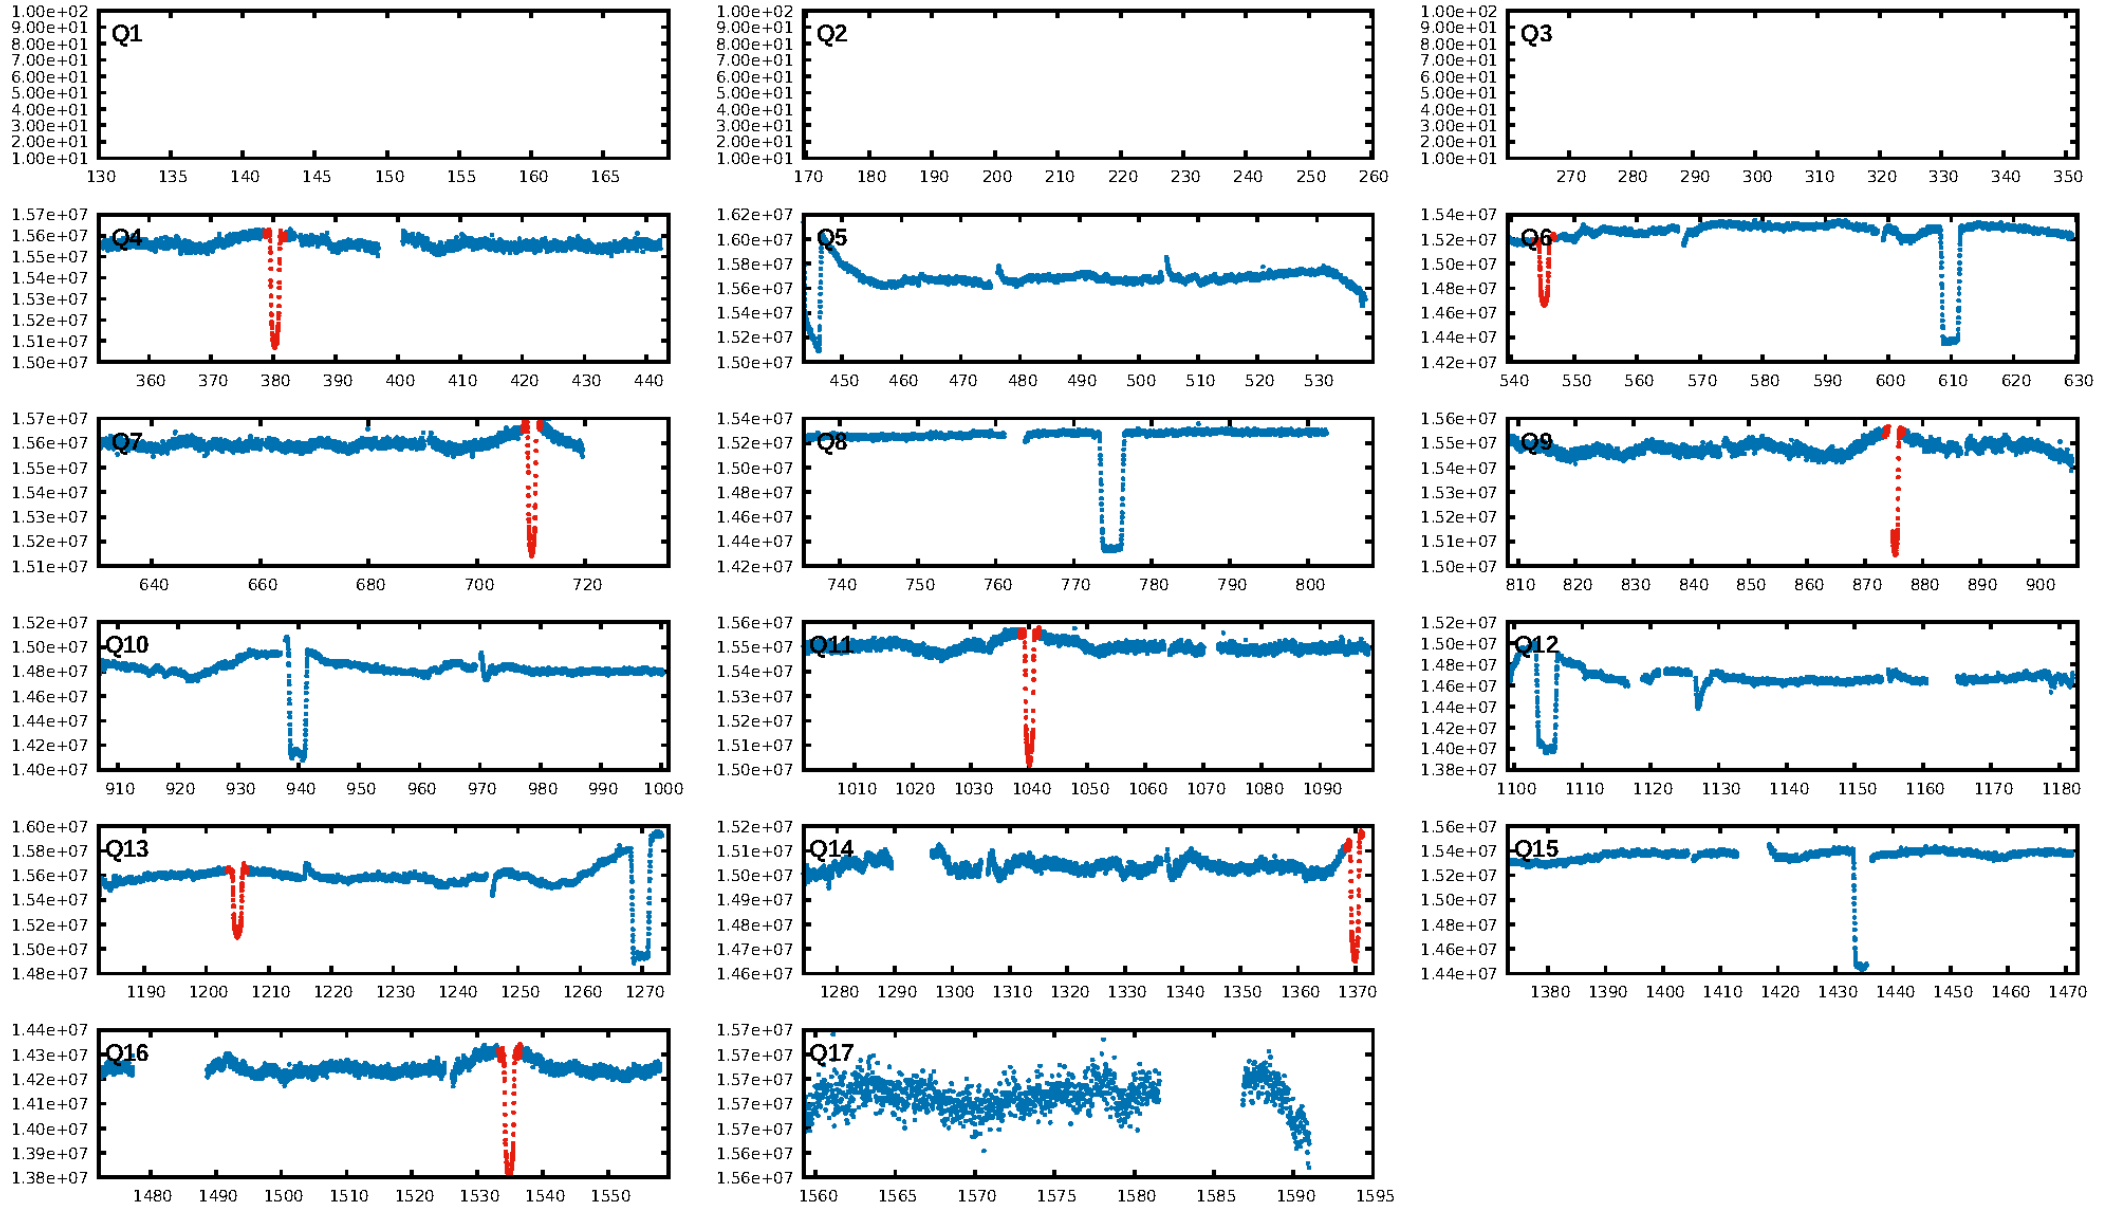 1.00e+02 9.00e+01 8.00e+01 7.00e+01 6.00e+01 5.00e+01 4.00e+01 3.00e+01 2.00e+01 1.00e+01
Q1
130 135 140 145 150 155 160 165
1.00e+02 9.00e+01 8.00e+01 7.00e+01 6.00e+01 5.00e+01 4.00e+01 3.00e+01 2.00e+01 1.00e+01
Q2
170 180 190 200 210 220 230 240 250 260
1.00e+02 9.00e+01 8.00e+01 7.00e+01 6.00e+01 5.00e+01 4.00e+01 3.00e+01 2.00e+01 1.00e+01
Q3
270 280 290 300 310 320 330 340 350
1.57e+07 1.56e+07 1.55e+07 1.54e+07 1.53e+07 1.52e+07 1.51e+07 1.50e+07
Q4
360 370 380 390 400 410 420 430 440
1.62e+07 1.60e+07 1.58e+07 1.56e+07 1.54e+07 1.52e+07 1.50e+07
Q5
450 460 470 480 490 500 510 520 530
1.54e+07 1.52e+07 1.50e+07 1.48e+07 1.46e+07 1.44e+07 1.42e+07
Q6
540 550 560 570 580 590 600 610 620 630
1.57e+07 1.56e+07 1.55e+07 1.54e+07 1.53e+07 1.52e+07 1.51e+07
Q7
640 660 680 700 720
1.54e+07 1.52e+07 1.50e+07 1.48e+07 1.46e+07 1.44e+07 1.42e+07
Q8
740 750 760 770 780 790 800
1.56e+07 1.55e+07 1.54e+07 1.53e+07 1.52e+07 1.51e+07 1.50e+07
Q9
810 820 830 840 850 860 870 880 890 900
1.52e+07 1.50e+07 1.48e+07 1.46e+07 1.44e+07 1.42e+07 1.40e+07
Q10
910 920 930 940 950 960 970 980 990 1000
1.56e+07 1.55e+07 1.54e+07 1.53e+07 1.52e+07 1.51e+07 1.50e+07
Q11
1010 1020 1030 1040 1050 1060 1070 1080 1090
1.52e+07 1.50e+07 1.48e+07 1.46e+07 1.44e+07 1.42e+07 1.40e+07 1.38e+07
Q12
1100 1110 1120 1130 1140 1150 1160 1170 1180
1.60e+07 1.58e+07 1.56e+07 1.54e+07 1.52e+07 1.50e+07 1.48e+07
Q13
1190 1200 1210 1220 1230 1240 1250 1260 1270
1.52e+07 1.51e+07 1.50e+07 1.49e+07 1.48e+07 1.47e+07 1.46e+07
Q14
1280 1290 1300 1310 1320 1330 1340 1350 1360 1370
1.56e+07 1.54e+07 1.52e+07 1.50e+07 1.48e+07 1.46e+07 1.44e+07
Q15
1380 1390 1400 1410 1420 1430 1440 1450 1460 1470
1.44e+07 1.43e+07 1.42e+07 1.41e+07 1.40e+07 1.39e+07 1.38e+07
Q16
1480 1490 1500 1510 1520 1530 1540 1550
1.57e+07 1.57e+07 1.57e+07 1.57e+07 1.57e+07 1.56e+07 1.56e+07
Q17
1560 1565 1570 1575 1580 1585 1590 1595